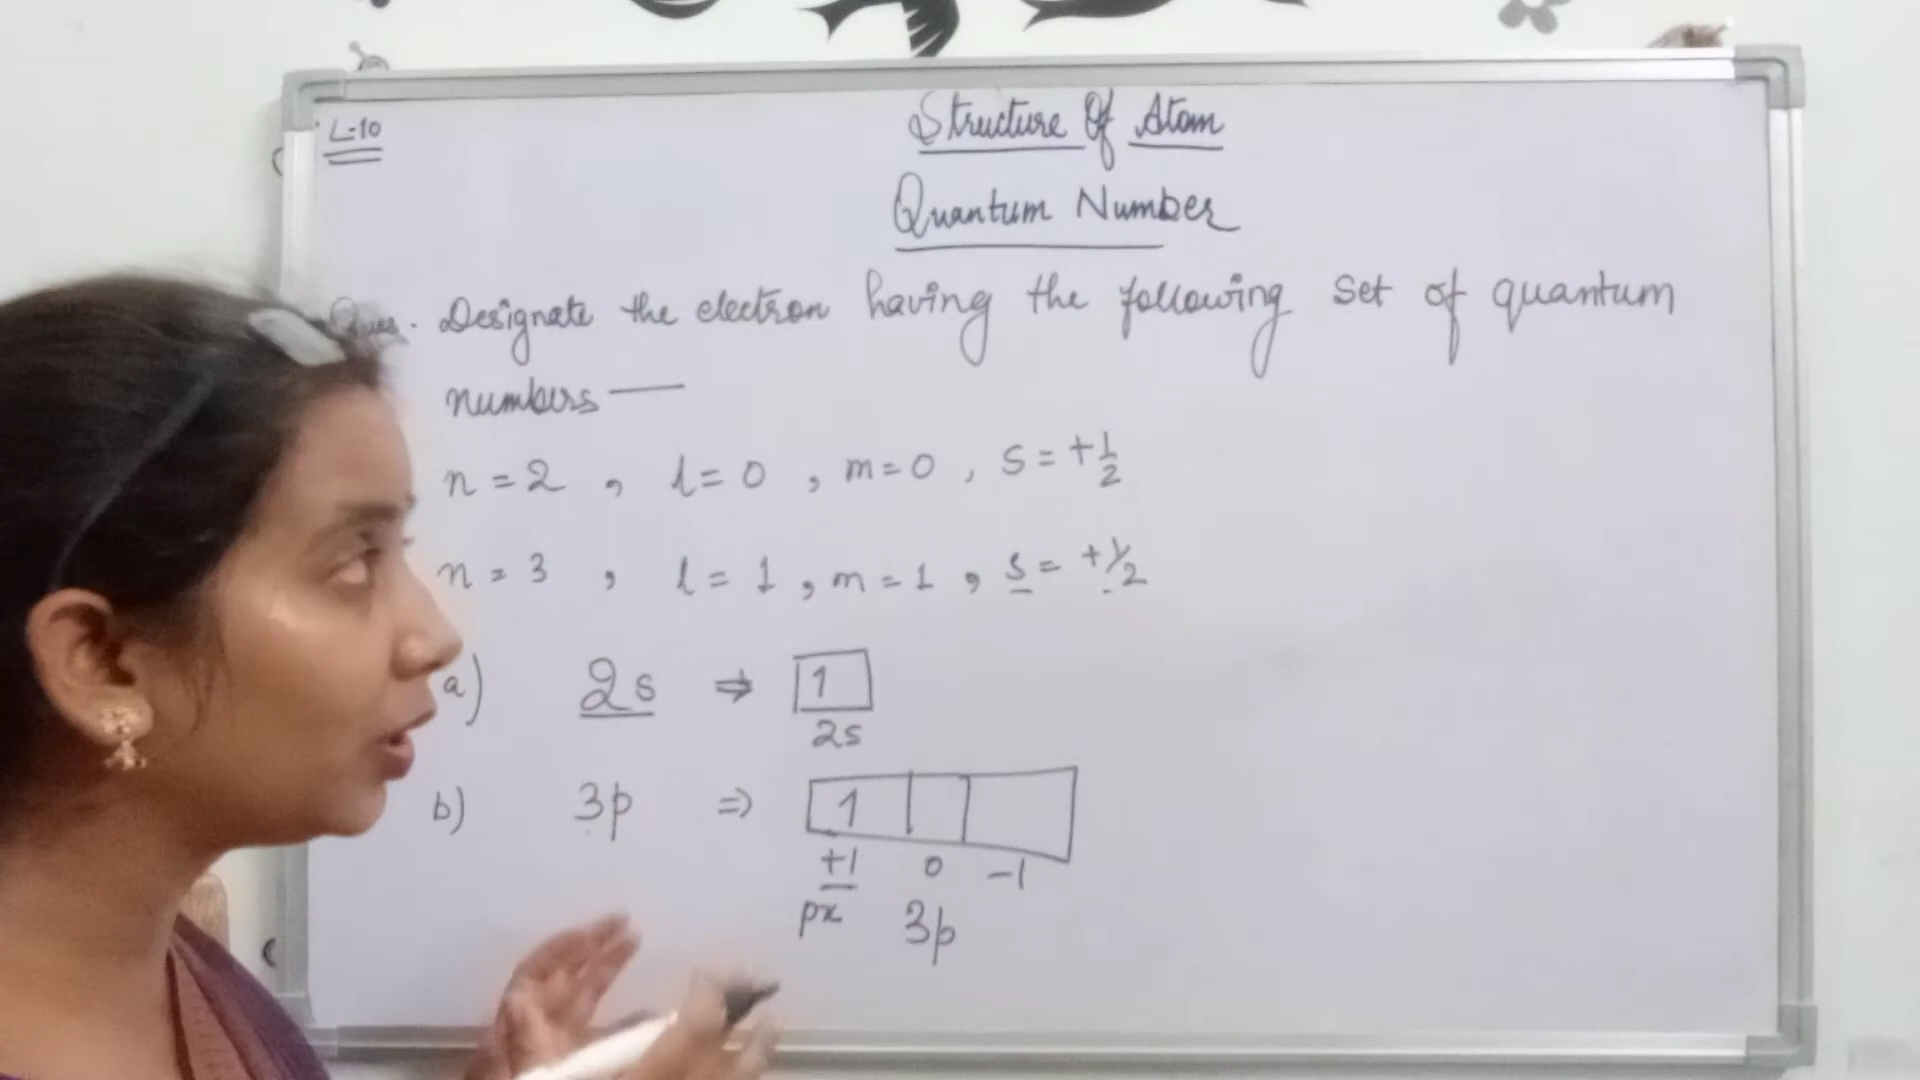 L-10
Structure Of Atom
Quantum Number
Ques. Designate the electron having the following set of quantum
numbers —
n = 2 , l = 0 , m = 0 , s = +1/2
n = 3 , l = 1 , m = 1 , s = +1/2
a) 2s ⇒ 1
2s
b) 3p ⇒ 1
+1 0 -1
px 3p